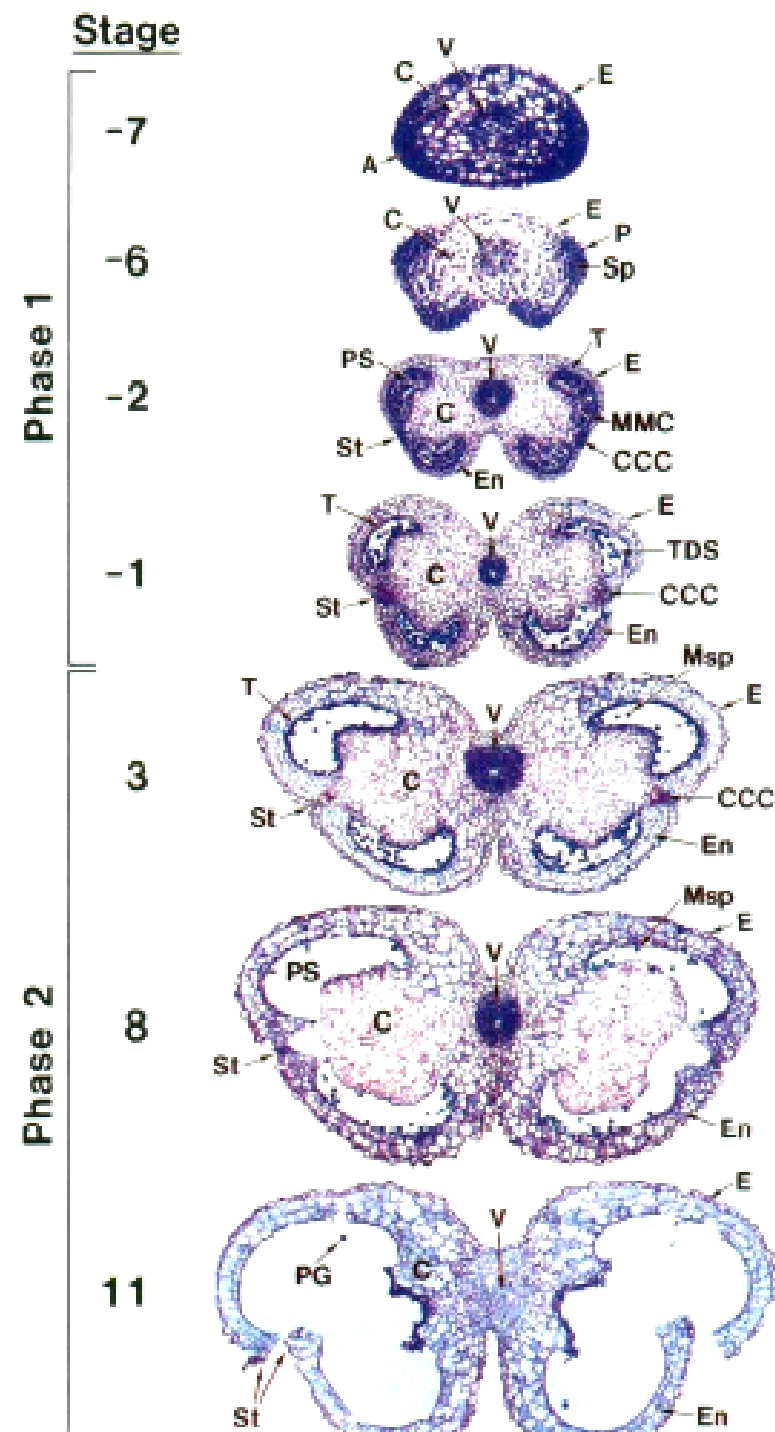 Stage
Phase 1
-7
V
C
E
A
-6
V
C
E
P
Sp
-2
V
T
PS
E
C
MMC
St
CCC
En
-1
T
V
E
TDS
C
St
CCC
En
3
Msp
T
V
E
C
CCC
St
En
Phase 2
8
Msp
E
V
PS
C
St
En
11
E
V
PG
C
St
En